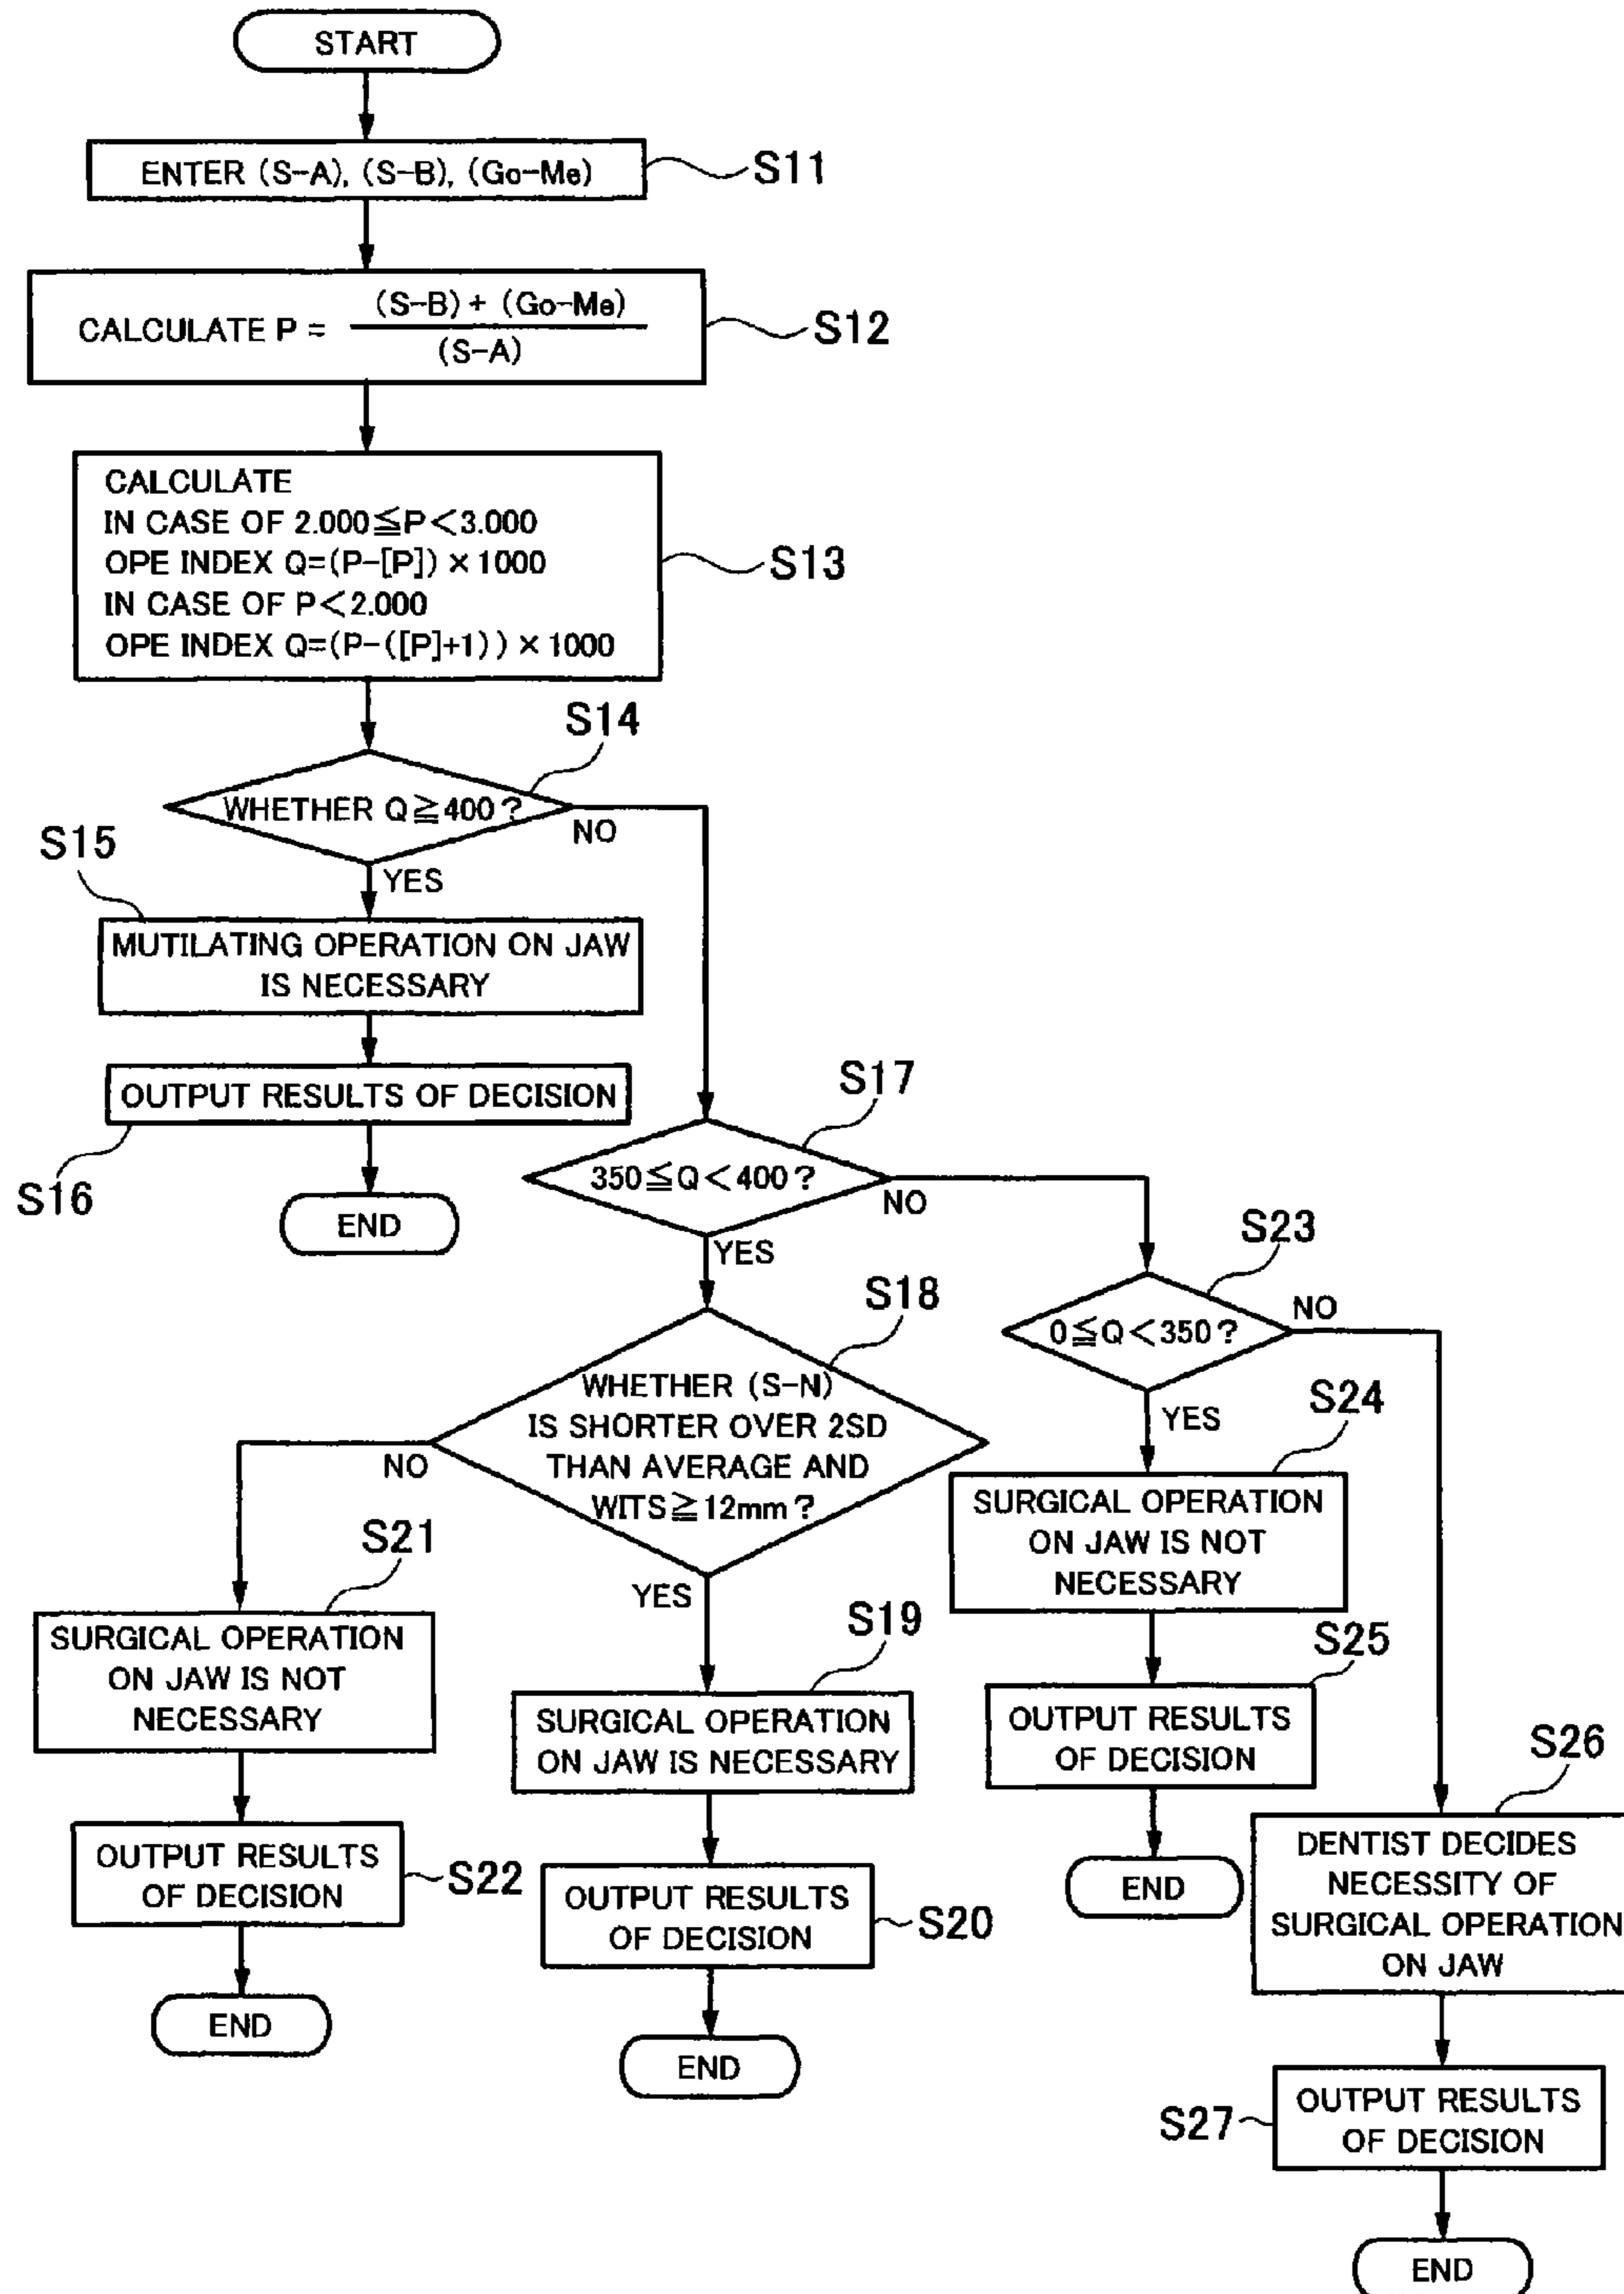 START
ENTER (S-A), (S-B), (Go-Me)
S11
CALCULATE P = (S-B) + (Go-Me)
(S-A)
S12
CALCULATE
IN CASE OF 2.000≦P<3.000
OPE INDEX Q=(P-[P]) × 1000
IN CASE OF P<2.000
OPE INDEX Q=(P-([P]+1)) × 1000
S13
S14
WHETHER Q≧400?
NO
YES
S15
MUTILATING OPERATION ON JAW
IS NECESSARY
OUTPUT RESULTS OF DECISION
S16
END
S17
350≦Q<400?
NO
YES
S23
0≦Q<350?
NO
YES
S18
WHETHER (S-N)
IS SHORTER OVER 2SD
THAN AVERAGE AND
WITS≧12mm?
NO
YES
S24
SURGICAL OPERATION
ON JAW IS NOT
NECESSARY
S21
SURGICAL OPERATION
ON JAW IS NOT
NECESSARY
S19
SURGICAL OPERATION
ON JAW IS NECESSARY
S25
OUTPUT RESULTS
OF DECISION
END
S26
DENTIST DECIDES
NECESSITY OF
SURGICAL OPERATION
ON JAW
OUTPUT RESULTS
OF DECISION
S22
END
OUTPUT RESULTS
OF DECISION
S20
END
S27
OUTPUT RESULTS
OF DECISION
END